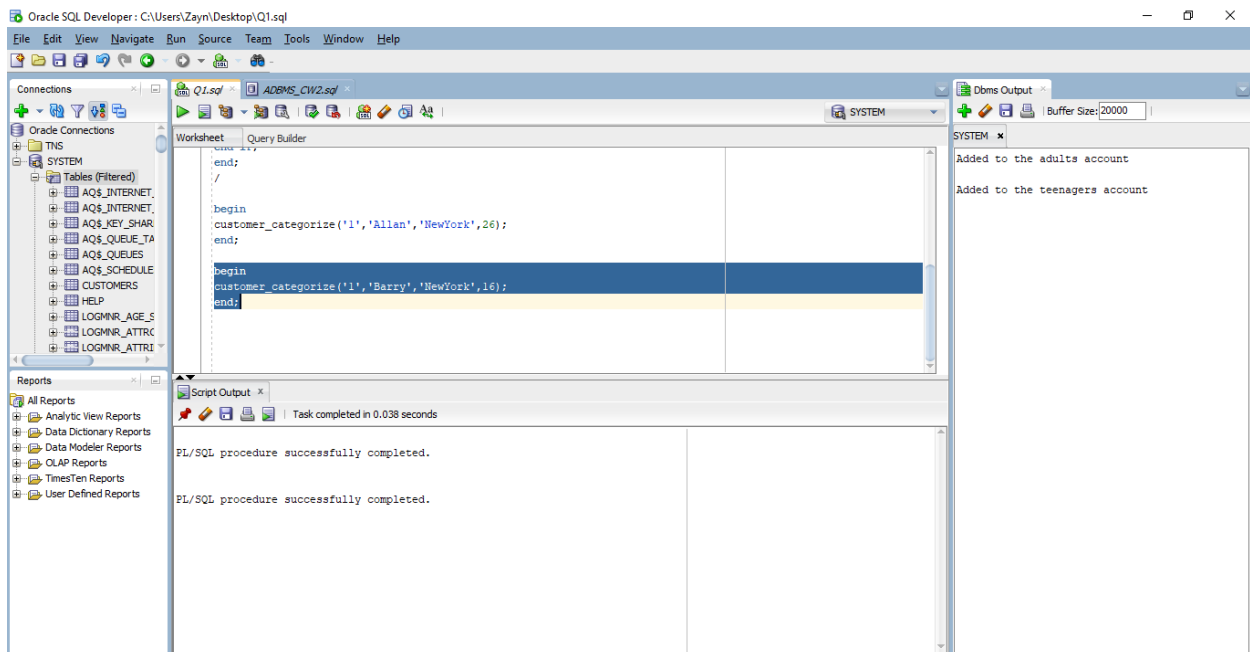 Oracle SQL Developer : C:\Users\Zayn\Desktop\Q1.sql
File Edit View Navigate Run Source Team Tools Window Help
Connections
Oracle Connections
TNS
SYSTEM
Tables (Filtered)
AQ$_INTERNET_
AQ$_INTERNET_
AQ$_KEY_SHAR
AQ$_QUEUE_TA
AQ$_QUEUES
AQ$_SCHEDULE
CUSTOMERS
HELP
LOGMNR_AGE_S
LOGMNR_ATTRC
LOGMNR_ATTRI
Reports
All Reports
Analytic View Reports
Data Dictionary Reports
Data Modeler Reports
OLAP Reports
TimesTen Reports
User Defined Reports
Q1.sql
ADBMS_CW2.sql
SYSTEM
Worksheet Query Builder
end;
/
begin
customer_categorize('1','Allan','NewYork',26);
end;
begin
customer_categorize('1','Barry','NewYork',16);
end;
Script Output x
Task completed in 0.038 seconds
PL/SQL procedure successfully completed.
PL/SQL procedure successfully completed.
Dbms Output
Buffer Size: 20000
SYSTEM
Added to the adults account
Added to the teenagers account